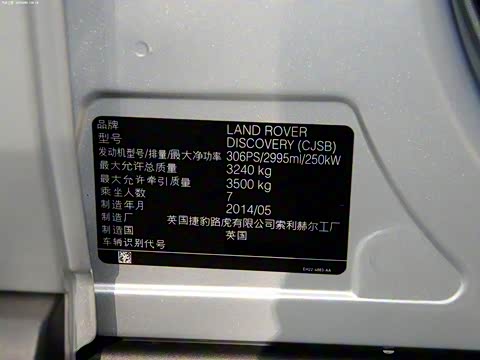 品牌 LAND ROVER
型号 DISCOVERY (CJSB)
发动机型号/排量/最大净功率 306PS/2995ml/250kW
最大允许总质量 3240 kg
最大允许牵引质量 3500 kg
乘坐人数 7
制造年月 2014/05
制造厂 英国捷豹路虎有限公司索利赫尔工厂
制造国 英国
车辆识别代号